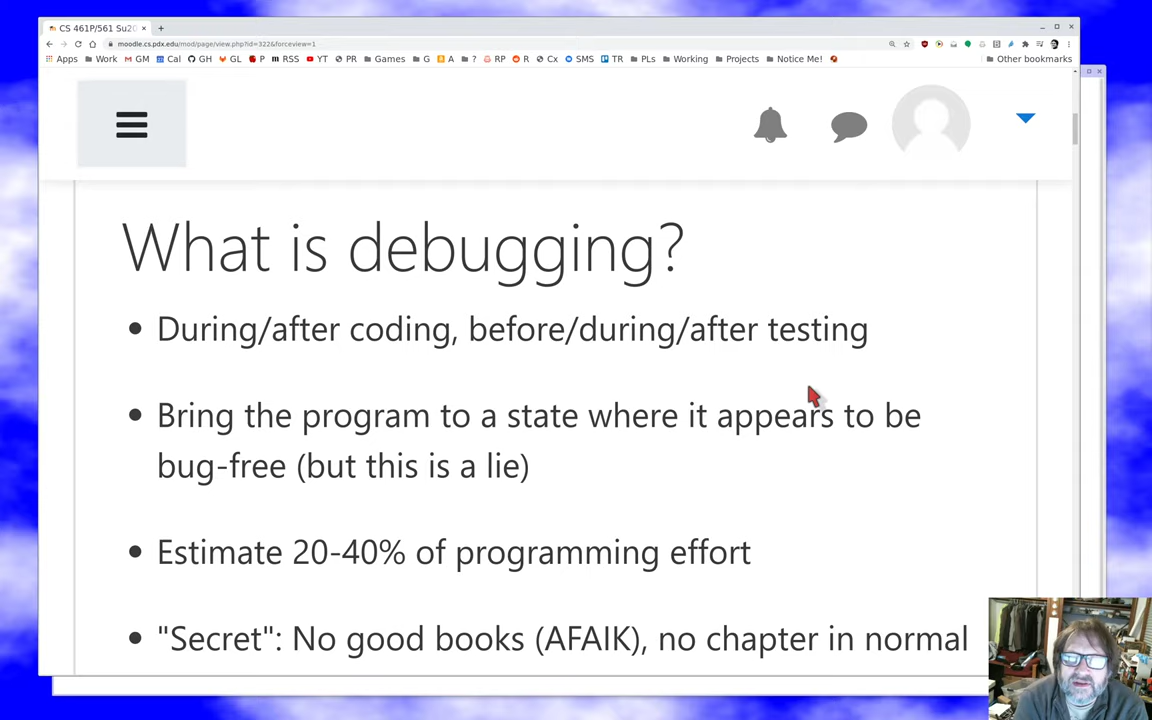 CS 461P/561 Su20
moodle.cs.pdx.edu/mod/page/view.php?id=322&forceview=1
Apps Work GM Cal GH GL P RSS YT PR Games G A ? RP R Cx SMS TR PLs Working Projects Notice Me! Other bookmarks
What is debugging?
• During/after coding, before/during/after testing
• Bring the program to a state where it appears to be
bug-free (but this is a lie)
• Estimate 20-40% of programming effort
• "Secret": No good books (AFAIK), no chapter in normal